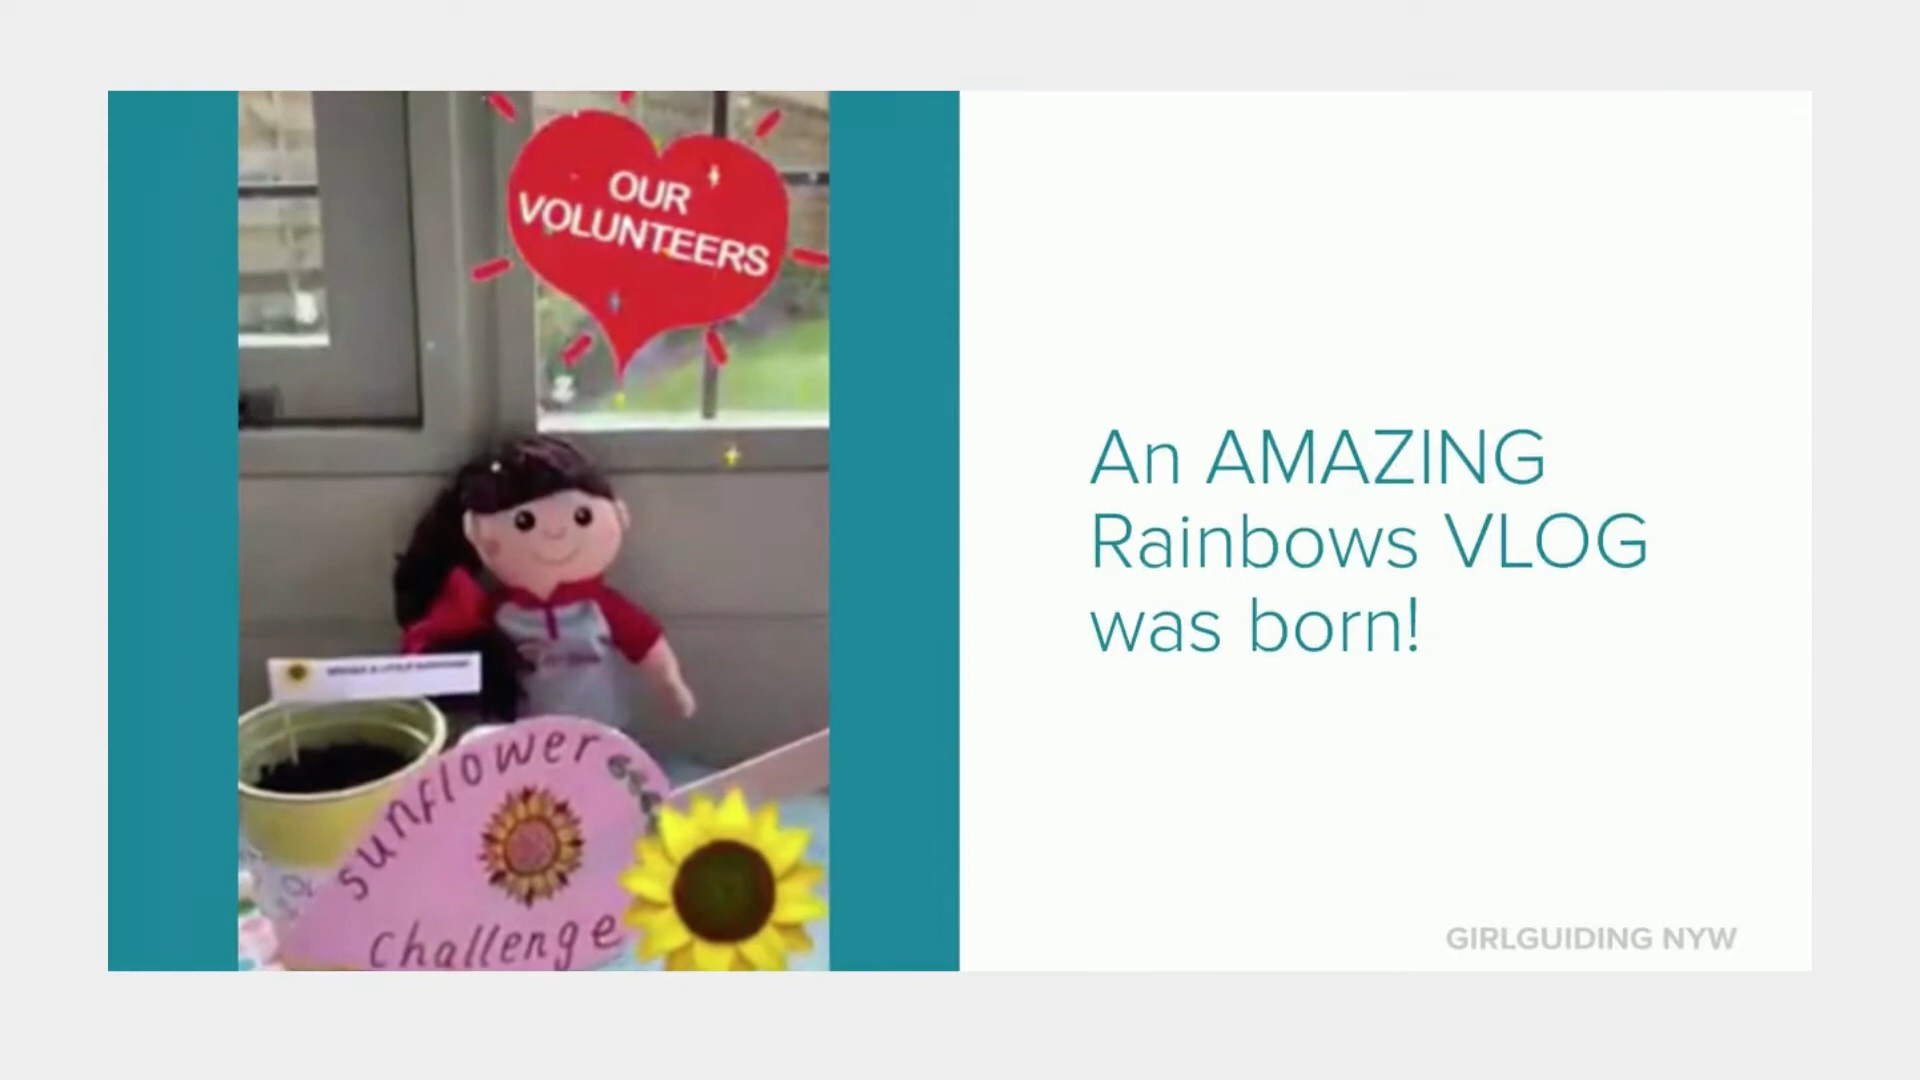 OUR
VOLUNTEERS
sunflower
Challenge
An AMAZING
Rainbows VLOG
was born!
GIRLGUIDING NYW